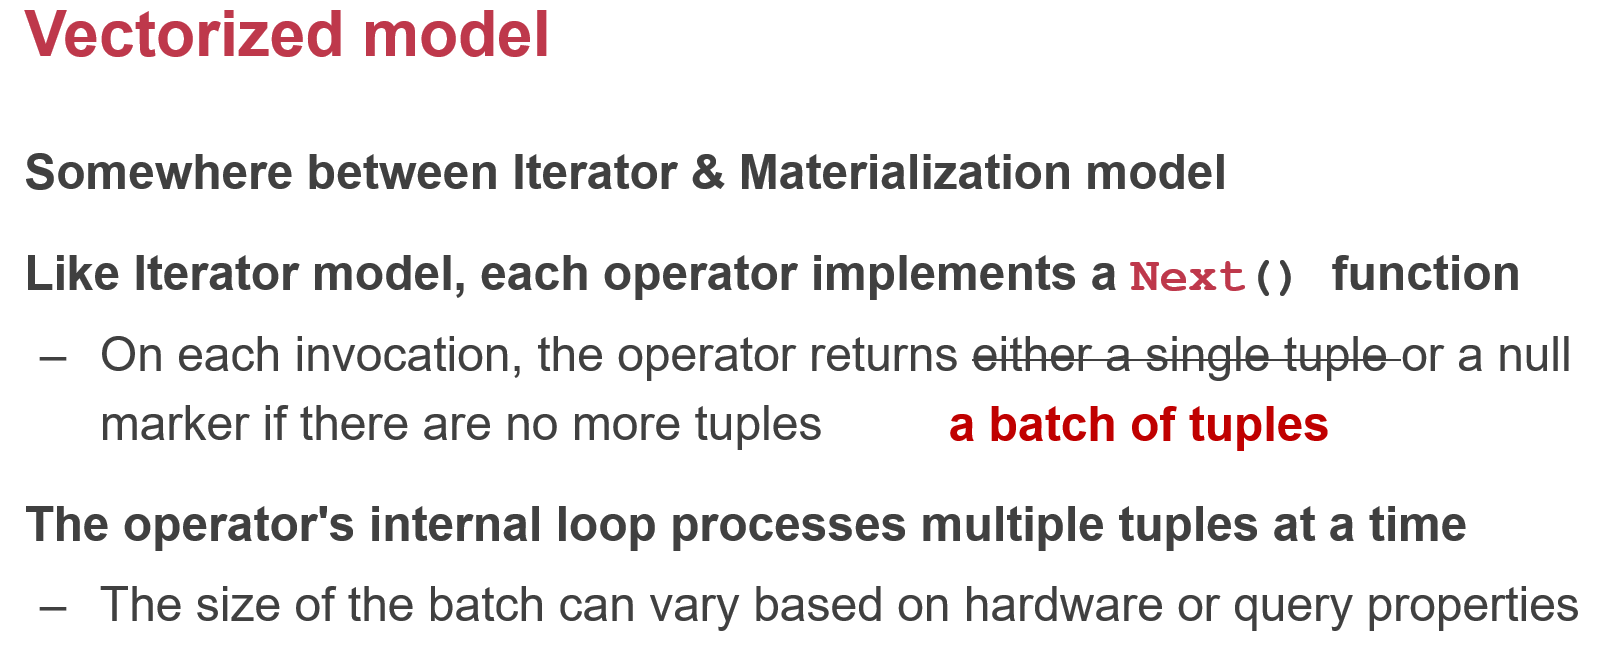 Vectorized model
Somewhere between Iterator & Materialization model
Like Iterator model, each operator implements a Next() function
– On each invocation, the operator returns either a single tuple or a null
marker if there are no more tuples a batch of tuples
The operator's internal loop processes multiple tuples at a time
– The size of the batch can vary based on hardware or query properties